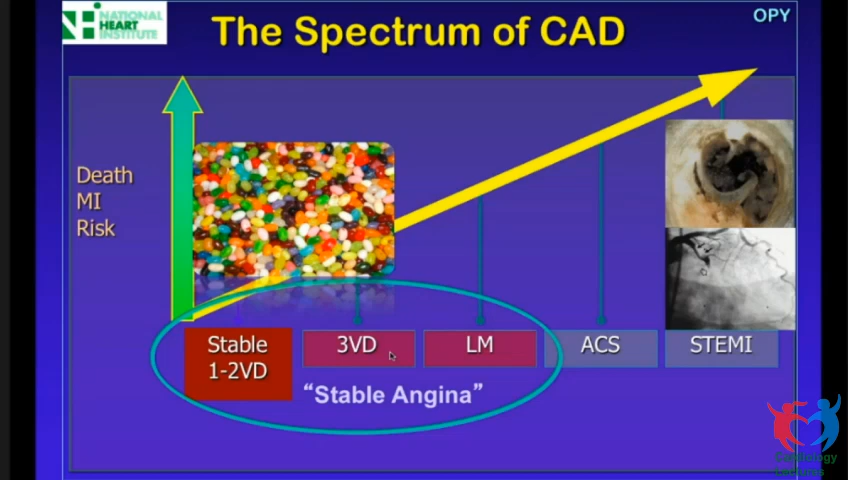 NATIONAL
HEART
INSTITUTE
The Spectrum of CAD
OPY
Death
MI
Risk
Stable
1-2VD
3VD
LM
ACS
STEMI
“Stable Angina”
Cardiology
Lectures